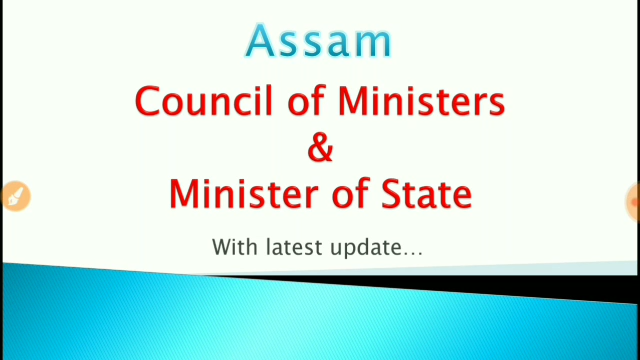 Assam
Council of Ministers
&
Minister of State
With latest update...